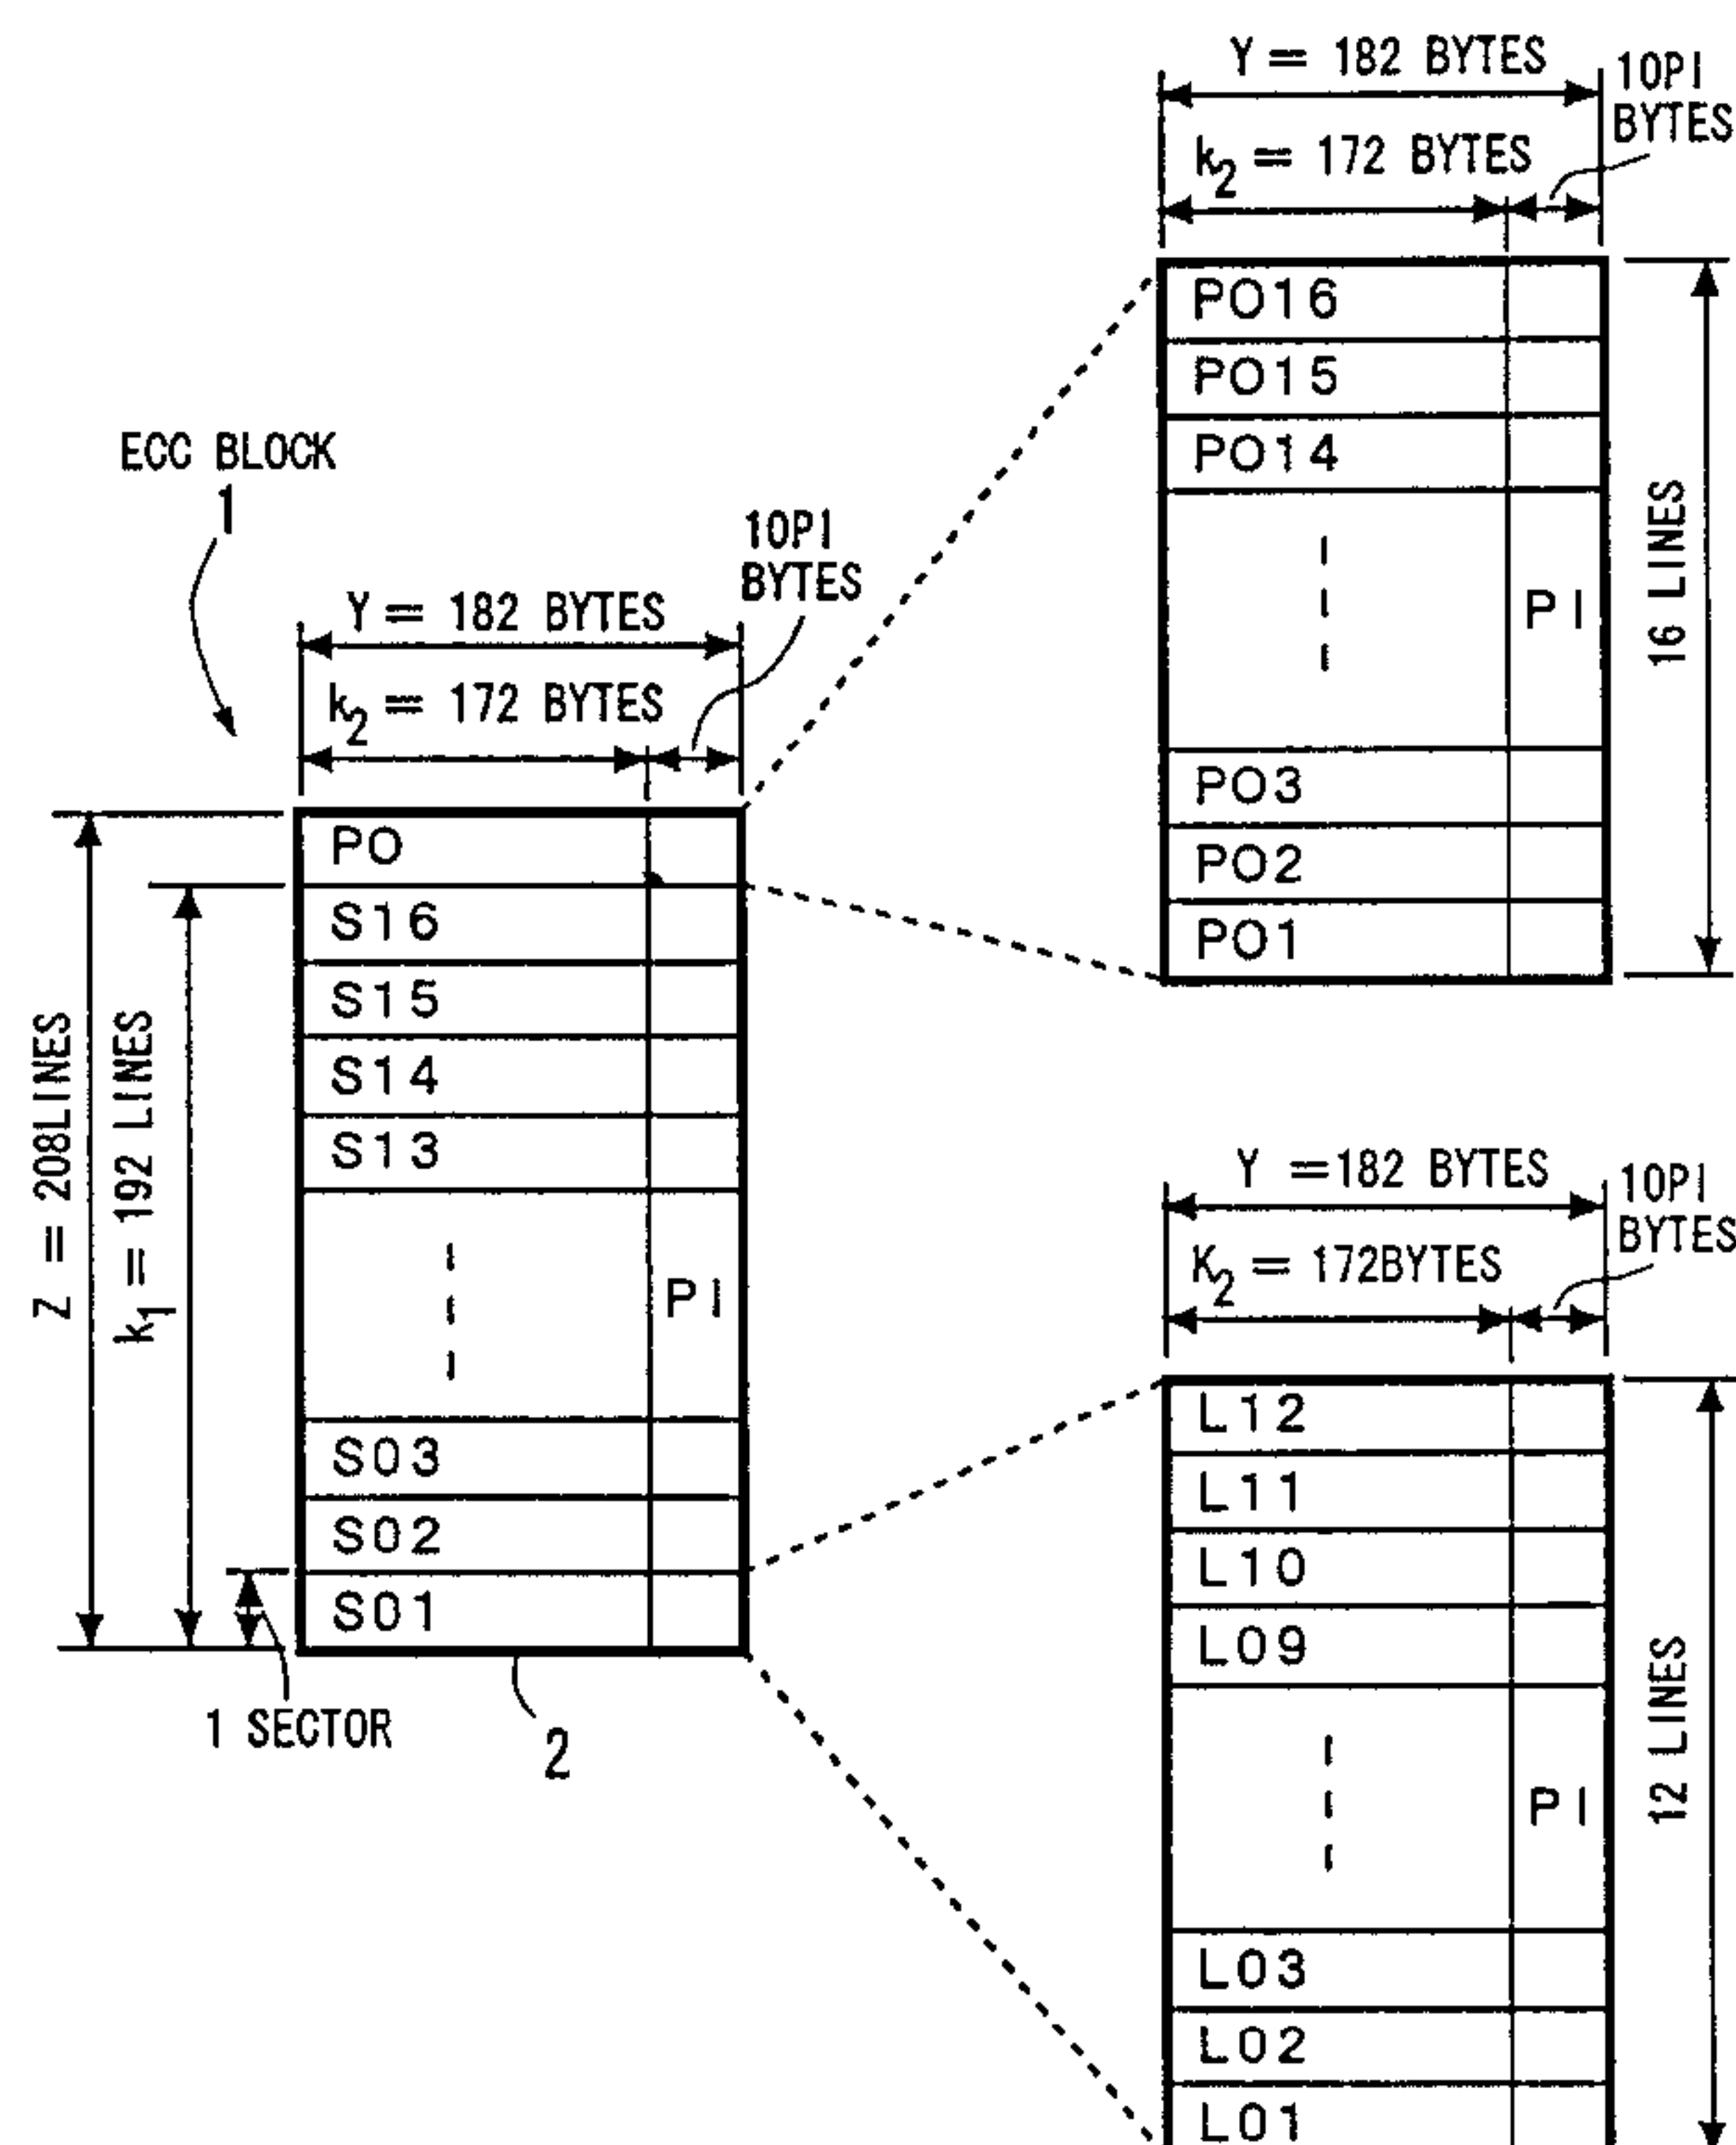 ECC BLOCK
1
Y = 182 BYTES
k2 = 172 BYTES
10PI
BYTES
Z = 208LINES
k1 = 192 LINES
PO
S16
S15
S14
S13
PI
S03
S02
S01
1 SECTOR
2
Y = 182 BYTES
k2 = 172 BYTES
10PI
BYTES
PO16
PO15
PO14
PI
PO3
PO2
PO1
16 LINES
Y =182 BYTES
K2 = 172BYTES
10PI
BYTES
L12
L11
L10
L09
PI
L03
L02
L01
12 LINES